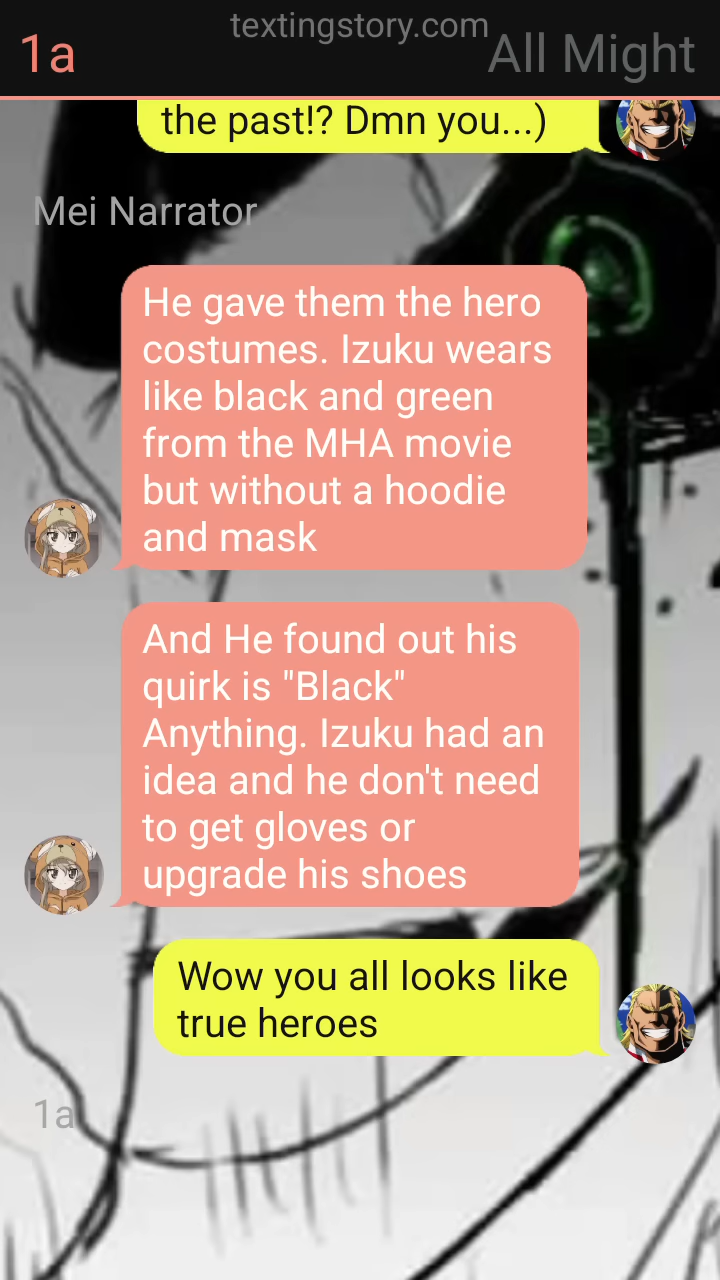 textingstory.com
1a
All Might
the past!? Dmn you...)
Mei Narrator
He gave them the hero
costumes. Izuku wears
like black and green
from the MHA movie
but without a hoodie
and mask
And He found out his
quirk is "Black"
Anything. Izuku had an
idea and he don't need
to get gloves or
upgrade his shoes
Wow you all looks like
true heroes
1a